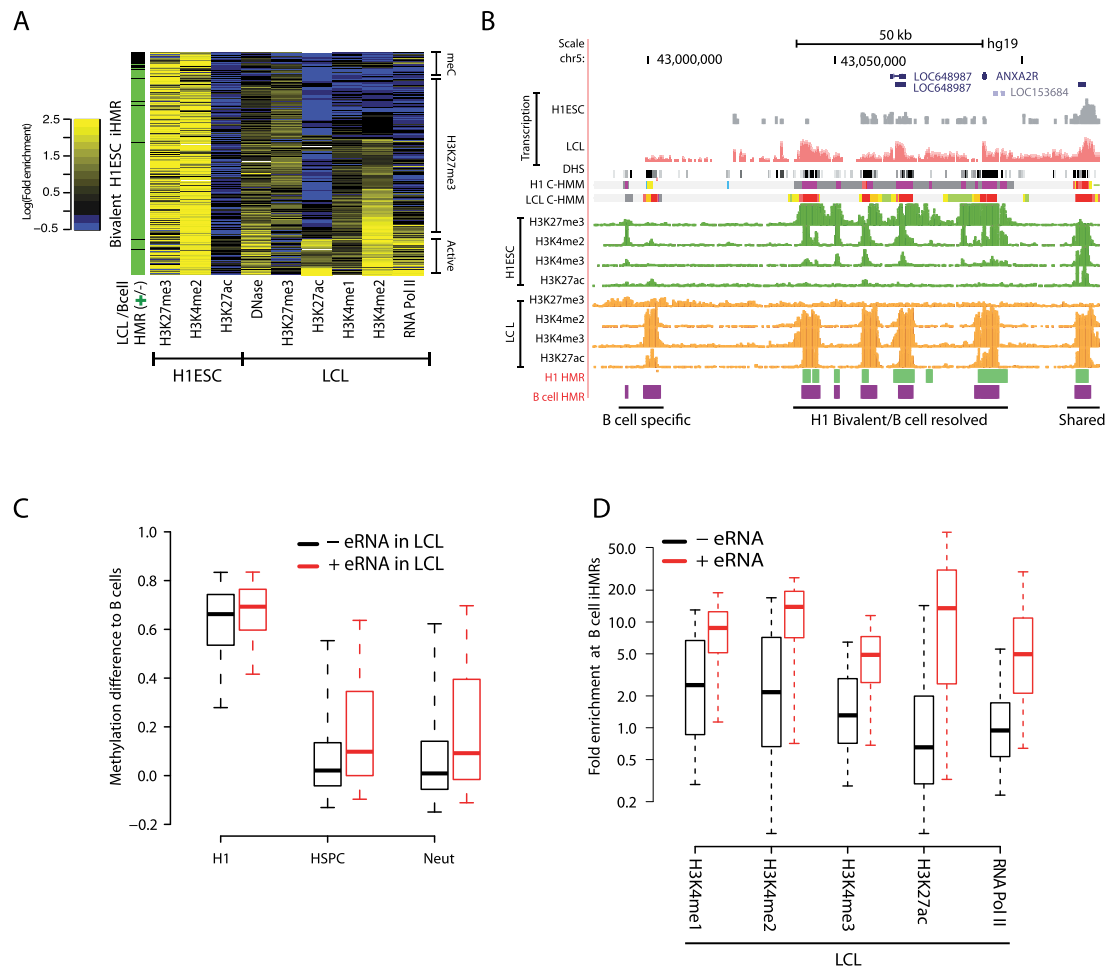 A
Log(Fold enrichment)
2.5
2
1.5
1
0.5
0
−0.5
Bivalent H1ESC iHMR
meC
H3K27me3
Active
LCL /Bcell
HMR (+/-)
H3K27me3
H3K4me2
H3K27ac
DNase
H3K27me3
H3K27ac
H3K4me1
H3K4me2
RNA Pol II
H1ESC
LCL
B
Scale
50 kb
hg19
chr5:
43,000,000
43,050,000
LOC648987
ANXA2R
LOC648987
LOC153684
Transcription
H1ESC
LCL
DHS
H1 C-HMM
LCL C-HMM
H1ESC
H3K27me3
H3K4me2
H3K4me3
H3K27ac
LC L
H3K27me3
H3K4me2
H3K4me3
H3K27ac
H1 HMR
B cell HMR
B cell specific
H1 Bivalent/B cell resolved
Shared
C
Methylation difference to B cells
1.0
0.8
0.6
0.4
0.2
0.0
−0.2
− eRNA in LCL
+ eRNA in LCL
H1
HSPC
Neut
D
Fold enrichment at B cell iHMRs
50.0
20.0
10.0
5.0
2.0
1.0
0.5
0.2
− eRNA
+ eRNA
H3K4me1
H3K4me2
H3K4me3
H3K27ac
RNA Pol II
LCL